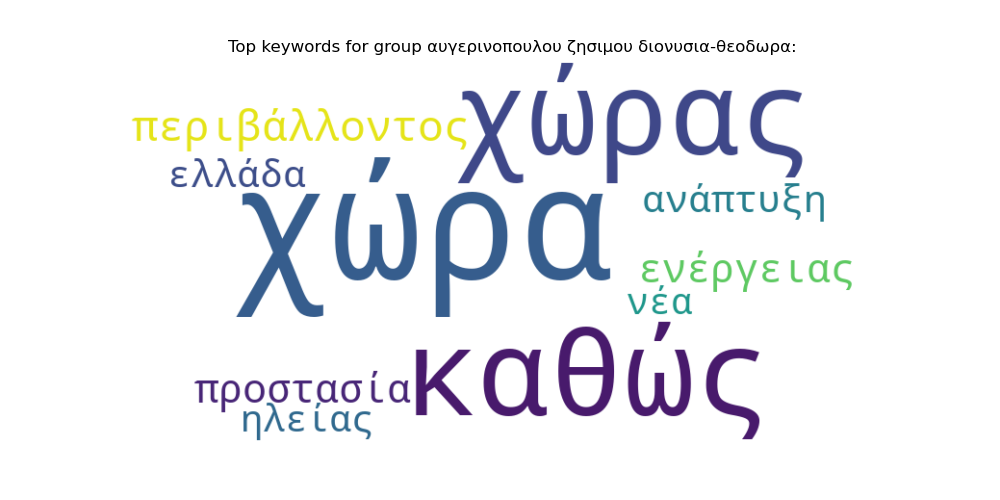 Top keywords for group αυγερινοπουλου ζησιμου διονυσια-θεοδωρα:
χώρας
περιβάλλοντος
ελλάδα
χώρα
ανάπτυξη
ενέργειας
νέα
καθώς
προστασία
ηλείας